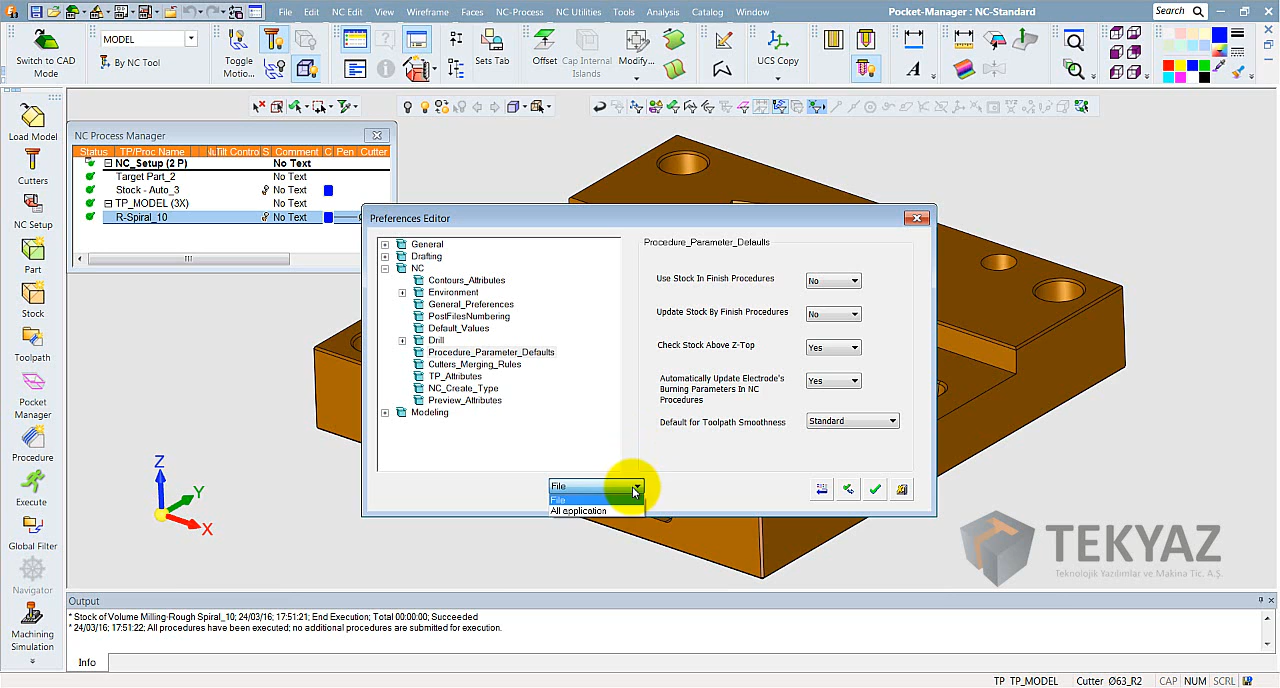 File Edit NC Edit View Wireframe Faces NC-Process NC Utilities Tools Analysis Catalog Window
Pocket-Manager : NC-Standard
Search
Switch to CAD Mode
MODEL
By NC Tool
Toggle Motio...
Offset
Cap Internal Islands
Modify...
UCS Copy
Load Model
Cutters
NC Setup
Part
Stock
Toolpath
Pocket Manager
Procedure
Execute
Global Filter
Navigator
Machining Simulation
NC Process Manager
Status TP/Proc Name Tilt Contro S Comment C Pen Cutter
NC_Setup (2 P) No Text
Target Part_2 No Text
Stock - Auto_3 No Text
TP_MODEL (3X) No Text
R-Spiral_10 No Text
Preferences Editor
General
Drafting
NC
Contours_Attributes
Environment
General_Preferences
PostFilesNumbering
Default_Values
Drill
Procedure_Parameter_Defaults
Cutters_Merging_Rules
TP_Attributes
NC_Create_Type
Preview_Attributes
Modeling
Procedure_Parameter_Defaults
Use Stock In Finish Procedures No
Update Stock By Finish Procedures No
Check Stock Above Z-Top Yes
Automatically Update Electrode's Yes
Burning Parameters In NC
Procedures
Default for Toolpath Smoothness Standard
File
File
All application
Z
Y
X
TEKYAZ
Teknolojik Yazılımlar ve Makina Tic. A.Ş.
Output
* Stock of Volume Milling-Rough Spiral_10; 24/03/16; 17:51:21; End Execution; Total 00:00:00; Succeeded
* 24/03/16; 17:51:22; All procedures have been executed; no additional procedures are submitted for execution.
Info
TP TP_MODEL Cutter Ø63_R2 CAP NUM SCRL